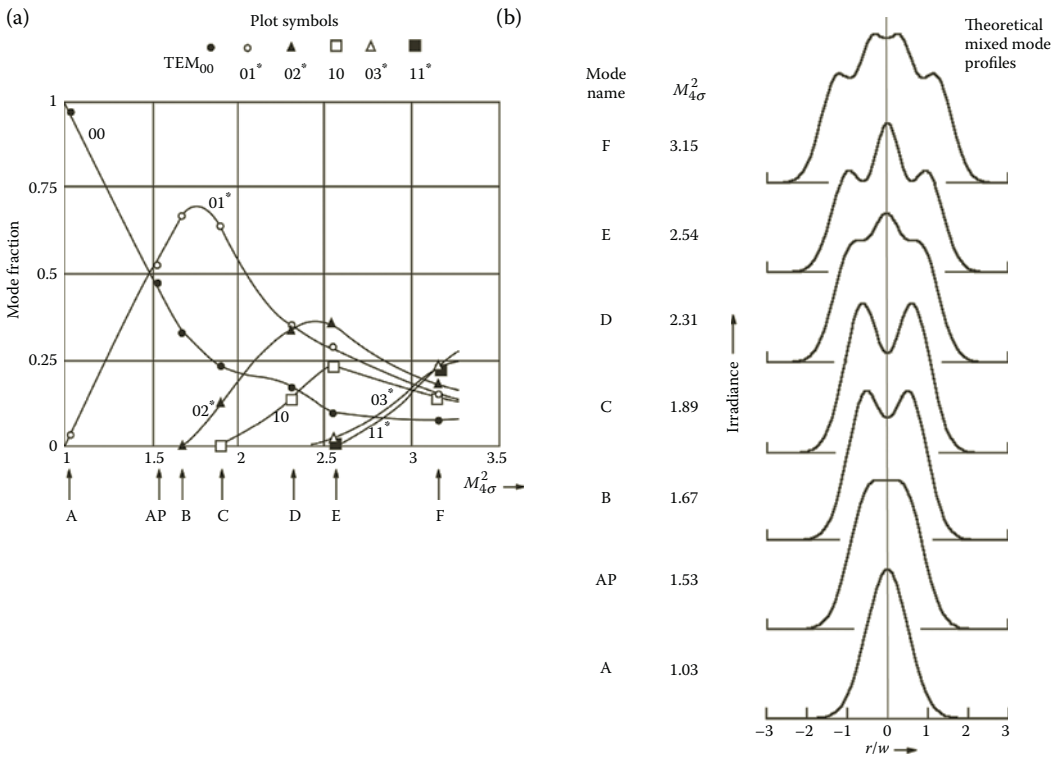 (a)
Plot symbols
TEM00 01* 02* 10 03* 11*
1
0.75
0.5
0.25
0
Mode fraction
00
01*
02*
10
03*
11*
1 1.5 2 2.5 3 3.5
M²4σ
A AP B C D E F
(b)
Theoretical
mixed mode
profiles
Mode
name
M²4σ
F 3.15
E 2.54
D 2.31
C 1.89
B 1.67
AP 1.53
A 1.03
Irradiance
−3 −2 −1 0 1 2 3
r/w